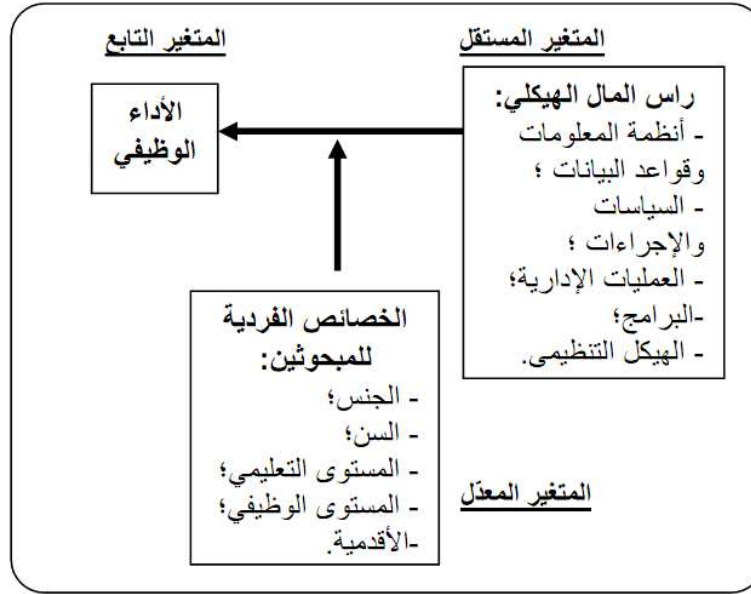 المتغير المستقل
المتغير التابع
راس المال الهيكلي:
- أنظمة المعلومات
وقواعد البيانات ؛
- السياسات
والإجراءات ؛
- العمليات الإدارية؛
-البرامج؛
- الهيكل التنظيمي.
الأداء
الوظيفي
الخصائص الفردية
للمبحوثين:
- الجنس؛
- السن؛
- المستوى التعليمي؛
- المستوى الوظيفي؛
-الأقدمية.
المتغير المعدّل